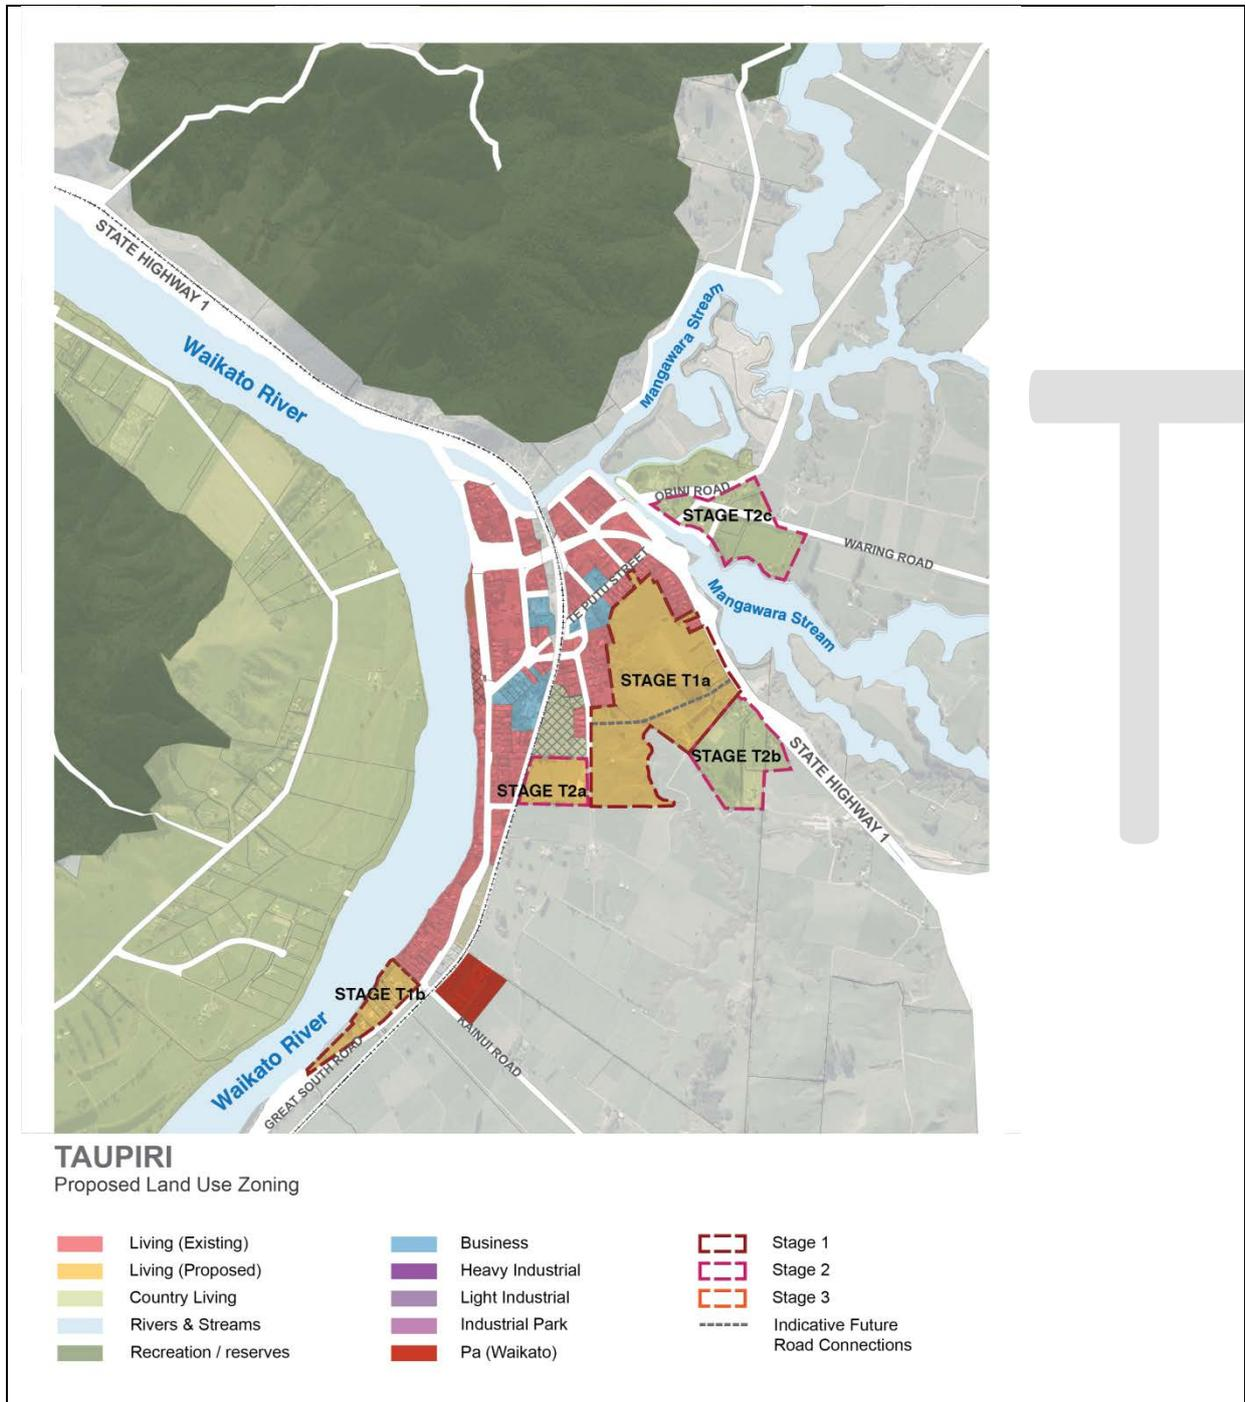 STATE HIGHWAY 1
Waikato River
Mangawara Stream
T
ORINI ROAD
STAGE T2c
WARING ROAD
TE PUTU STREET
Mangawara Stream
STAGE T1a
STAGE T2b
STATE HIGHWAY 1
STAGE T2a
STAGE T1b
Waikato River
KAINUI ROAD
GREAT SOUTH ROAD
TAUPIRI
Proposed Land Use Zoning
Living (Existing)
Living (Proposed)
Country Living
Rivers & Streams
Recreation / reserves
Business
Heavy Industrial
Light Industrial
Industrial Park
Pa (Waikato)
Stage 1
Stage 2
Stage 3
Indicative Future
Road Connections